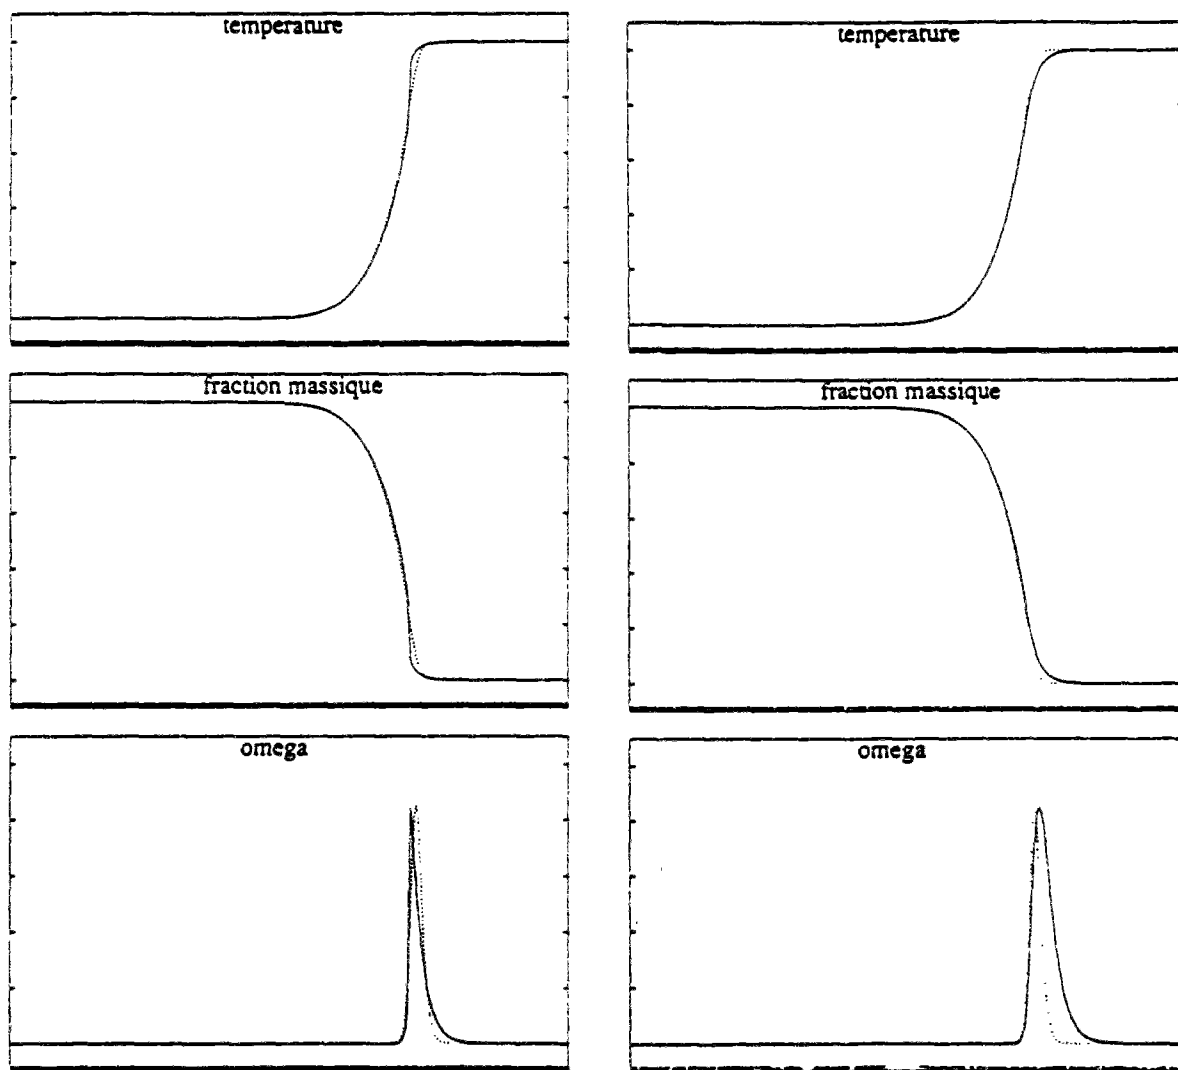 temperature
temperature
fraction massique
fraction massique
omega
omega